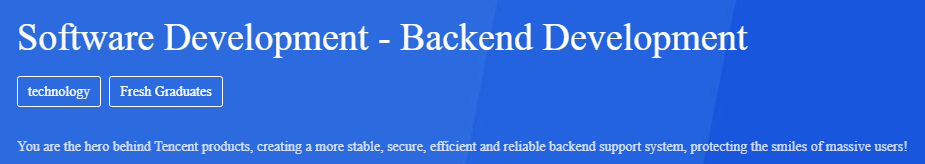 Software Development - Backend Development
technology
Fresh Graduates
You are the hero behind Tencent products, creating a more stable, secure, efficient and reliable backend support system, protecting the smiles of massive users!